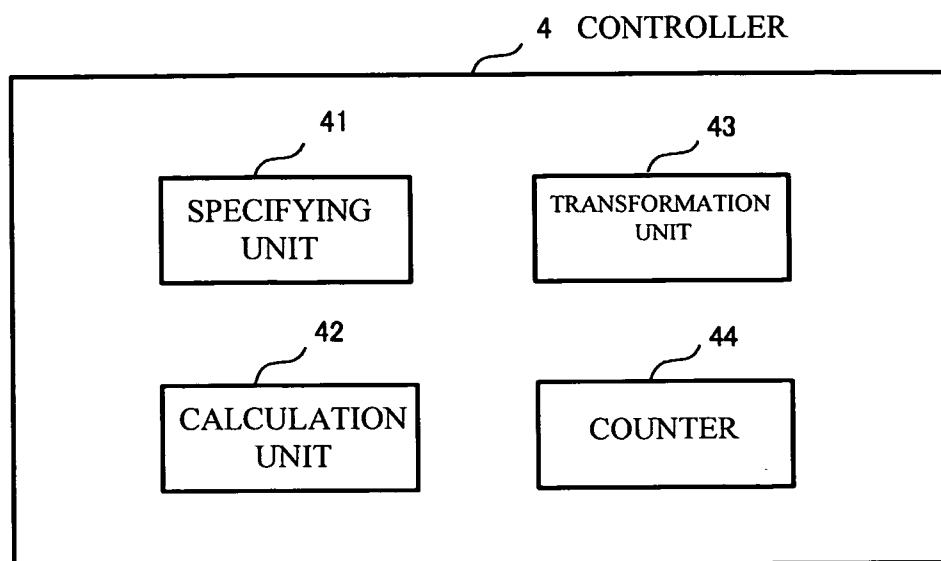 4 CONTROLLER
41
SPECIFYING
UNIT
43
TRANSFORMATION
UNIT
42
CALCULATION
UNIT
44
COUNTER